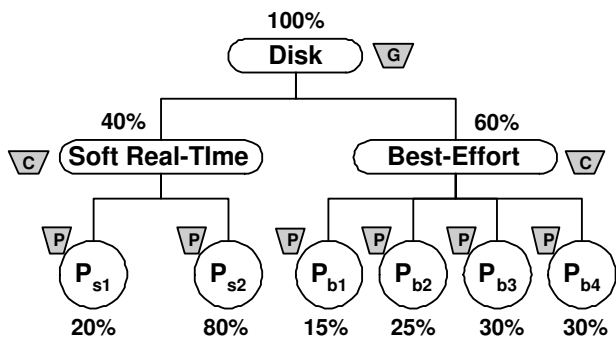 100%
Disk G
40% 60%
C Soft Real-TIme Best-Effort C
P P P P P P
Ps1 Ps2 Pb1 Pb2 Pb3 Pb4
20% 80% 15% 25% 30% 30%